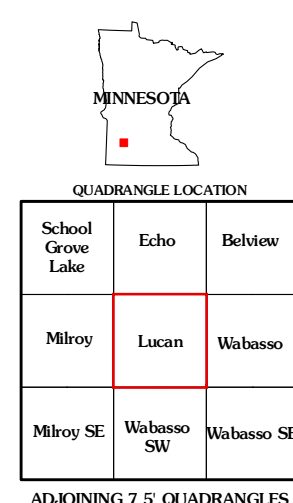 MINNESOTA
QUADRANGLE LOCATION
School
Grove
Lake
Echo
Belview
Milroy
Lucan
Wabasso
Milroy SE
Wabasso
SW
Wabasso SE
ADJOINING 7.5' QUADRANGLES